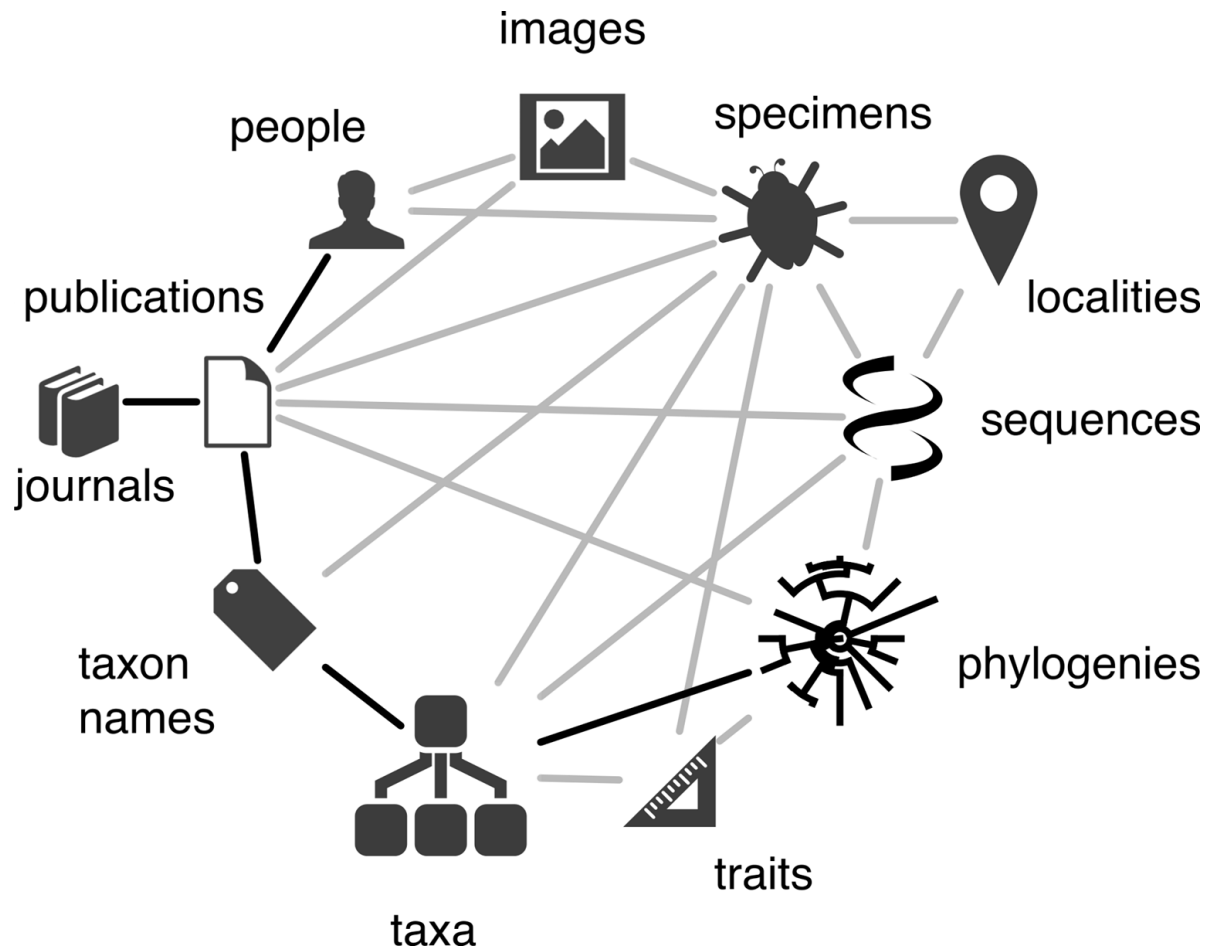 images
people
specimens
publications
localities
journals
sequences
taxon
names
phylogenies
traits
taxa